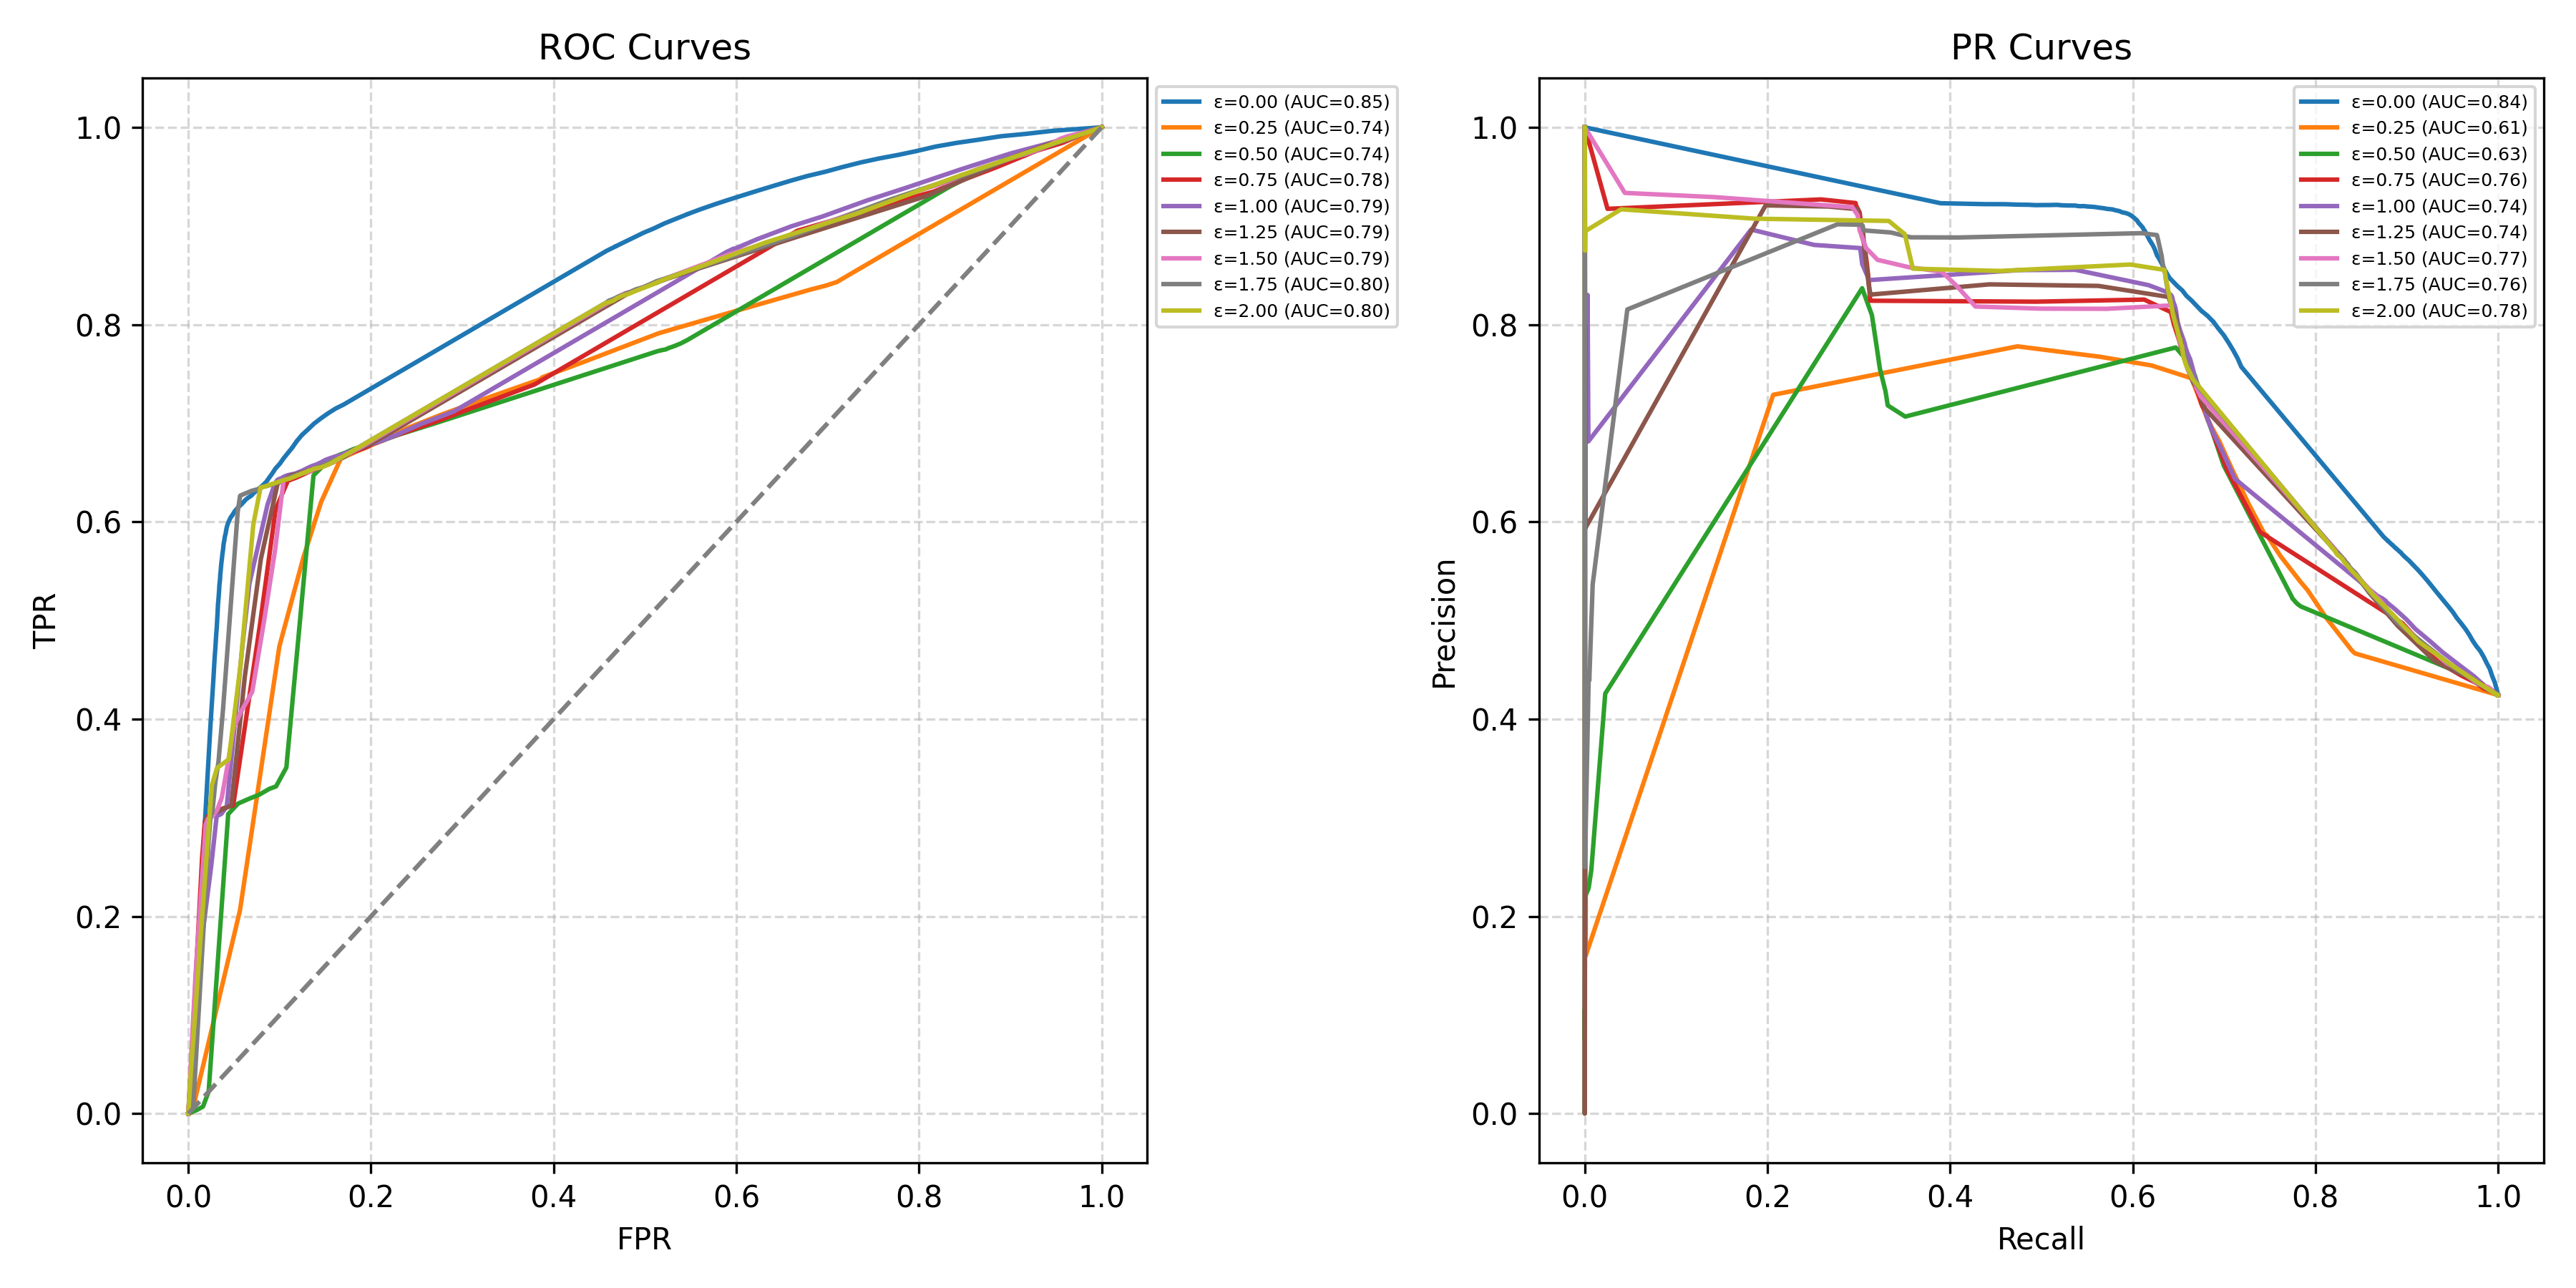 ROC Curves
TPR
1.0
0.8
0.6
0.4
0.2
0.0
0.0 0.2 0.4 0.6 0.8 1.0
FPR
ε=0.00 (AUC=0.85)
ε=0.25 (AUC=0.74)
ε=0.50 (AUC=0.74)
ε=0.75 (AUC=0.78)
ε=1.00 (AUC=0.79)
ε=1.25 (AUC=0.79)
ε=1.50 (AUC=0.79)
ε=1.75 (AUC=0.80)
ε=2.00 (AUC=0.80)
PR Curves
Precision
1.0
0.8
0.6
0.4
0.2
0.0
0.0 0.2 0.4 0.6 0.8 1.0
Recall
ε=0.00 (AUC=0.84)
ε=0.25 (AUC=0.61)
ε=0.50 (AUC=0.63)
ε=0.75 (AUC=0.76)
ε=1.00 (AUC=0.74)
ε=1.25 (AUC=0.74)
ε=1.50 (AUC=0.77)
ε=1.75 (AUC=0.76)
ε=2.00 (AUC=0.78)